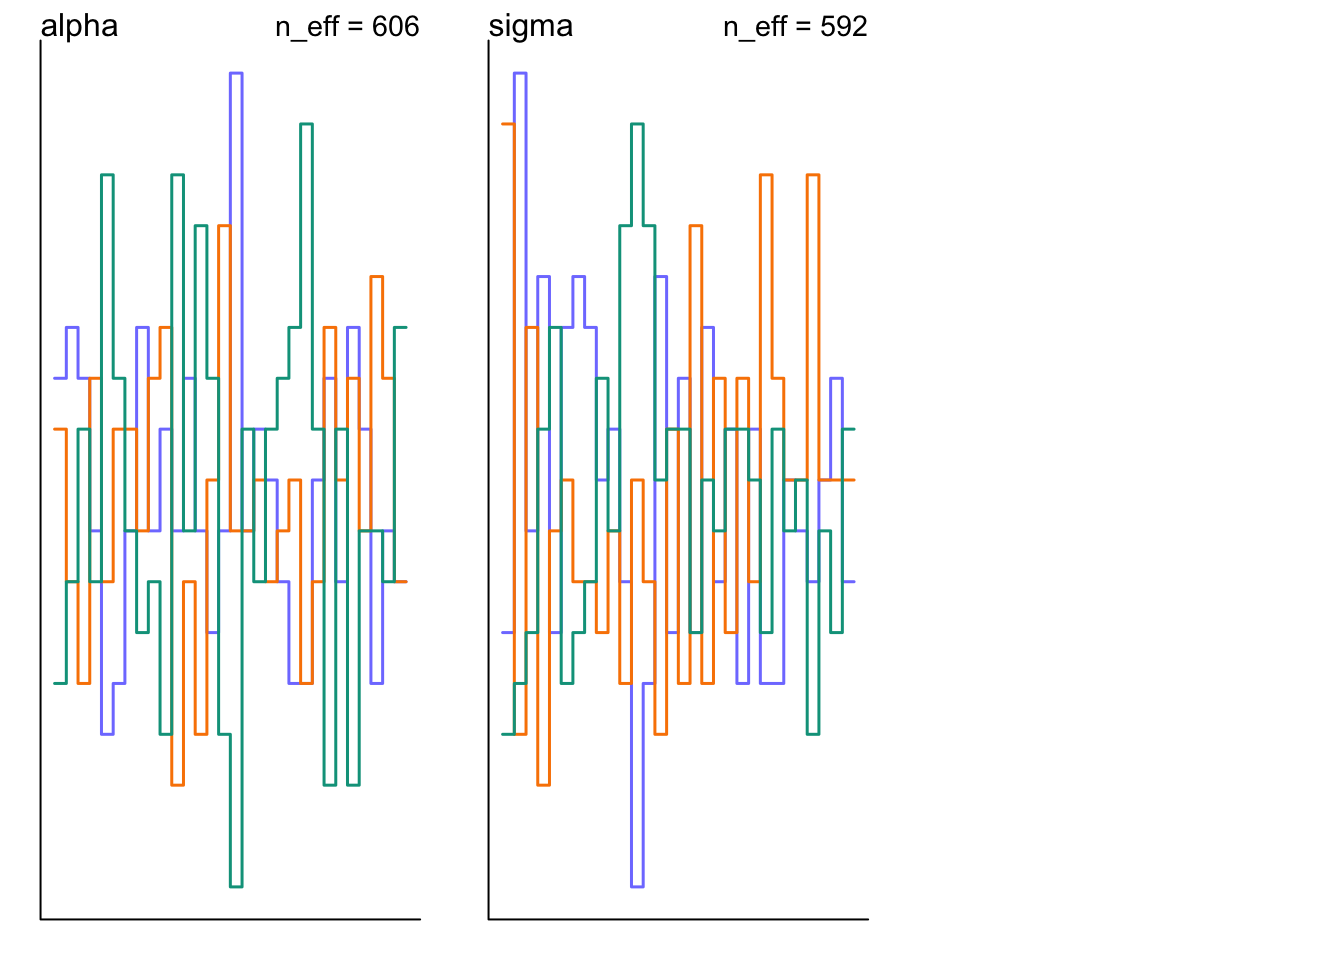 alpha n_eff = 606
sigma n_eff = 592